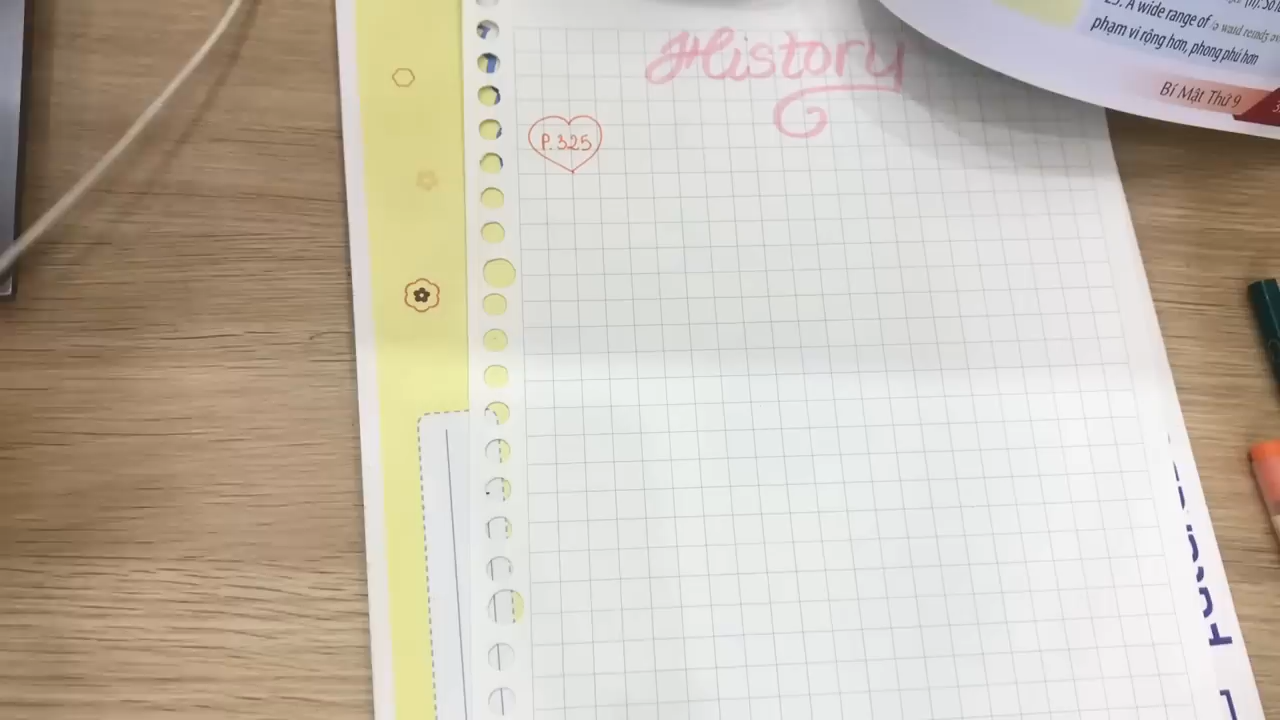 History
P.325
25. A wide range of
phạm vi rộng hơn, phong phú hơn
Bí Mật Thứ 9